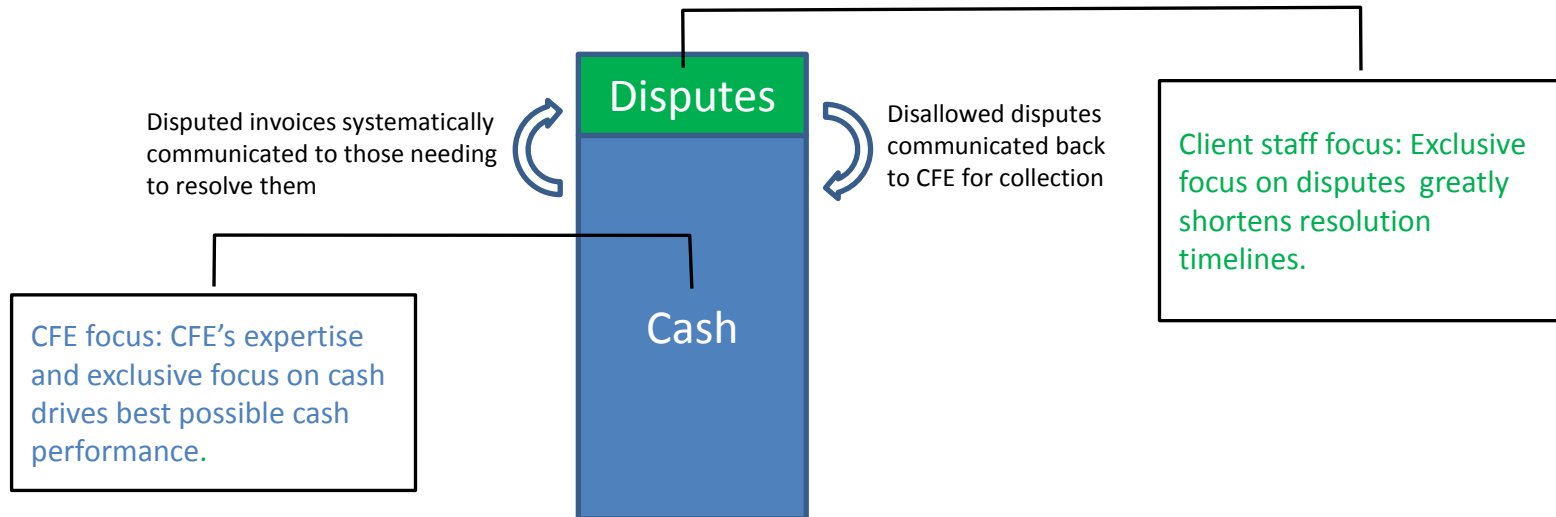 Disputes
Disputed invoices systematically
communicated to those needing
to resolve them
Disallowed disputes
communicated back
to CFE for collection
Client staff focus: Exclusive
focus on disputes  greatly
shortens resolution
timelines.
Cash
CFE focus: CFE’s expertise
and exclusive focus on cash
drives best possible cash
performance.